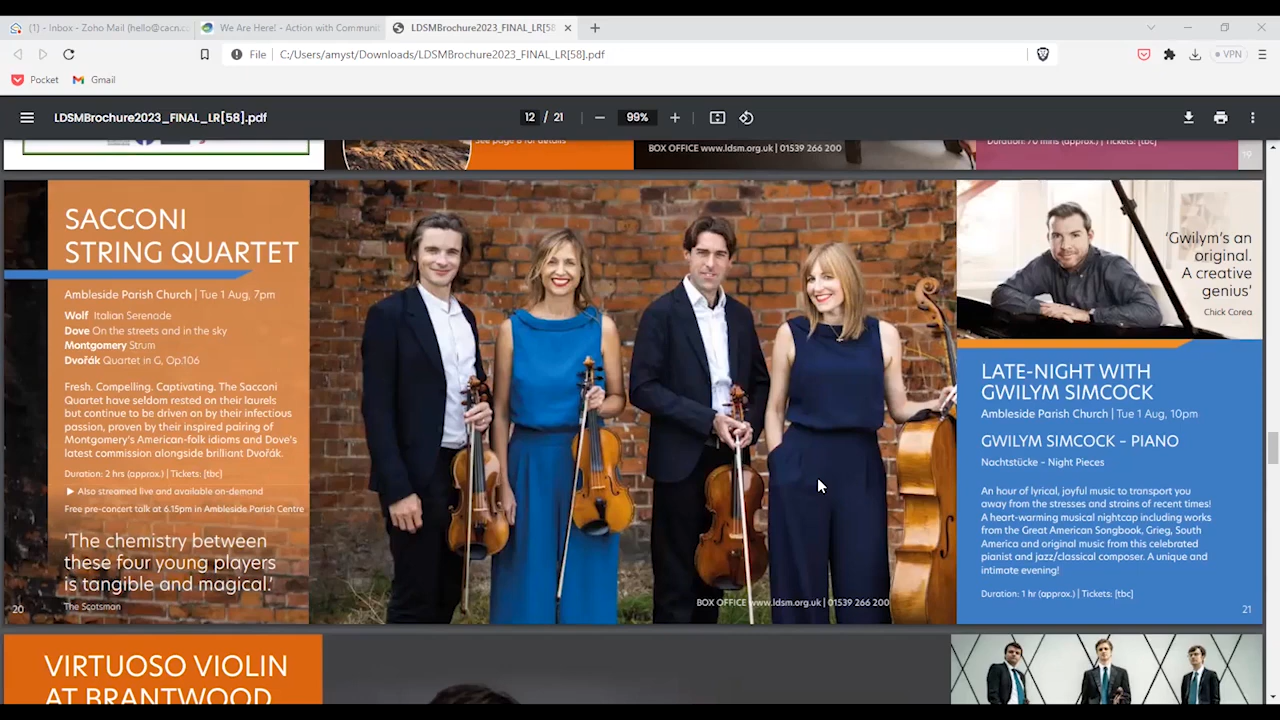 (1) - Inbox - Zoho Mail (hello@cacn.co
We Are Here! - Action with Communit
LDSMBrochure2023_FINAL_LR[58]
File
C:/Users/amyst/Downloads/LDSMBrochure2023_FINAL_LR[58].pdf
VPN
Pocket
Gmail
LDSMBrochure2023_FINAL_LR[58].pdf
12 / 21
99%
See page 8 for details
BOX OFFICE www.ldsm.org.uk | 01539 266 200
Duration: 70 mins (approx.) | Tickets: [tbc]
19
SACCONI
STRING QUARTET
Ambleside Parish Church | Tue 1 Aug, 7pm
Wolf Italian Serenade
Dove On the streets and in the sky
Montgomery Strum
Dvořák Quartet in G, Op.106
Fresh. Compelling. Captivating. The Sacconi
Quartet have seldom rested on their laurels
but continue to be driven on by their infectious
passion, proven by their inspired pairing of
Montgomery's American-folk idioms and Dove's
latest commission alongside brilliant Dvořák.
Duration: 2 hrs (approx.) | Tickets: [tbc]
Also streamed live and available on-demand
Free pre-concert talk at 6.15pm in Ambleside Parish Centre
'The chemistry between
these four young players
is tangible and magical.'
The Scotsman
20
BOX OFFICE www.ldsm.org.uk | 01539 266 200
'Gwilym's an
original.
A creative
genius'
Chick Corea
LATE-NIGHT WITH
GWILYM SIMCOCK
Ambleside Parish Church | Tue 1 Aug, 10pm
GWILYM SIMCOCK – PIANO
Nachtstücke – Night Pieces
An hour of lyrical, joyful music to transport you
away from the stresses and strains of recent times!
A heart-warming musical nightcap including works
from the Great American Songbook, Grieg, South
America and original music from this celebrated
pianist and jazz/classical composer. A unique and
intimate evening!
Duration: 1 hr (approx.) | Tickets: [tbc]
21
VIRTUOSO VIOLIN
AT BRANTWOOD